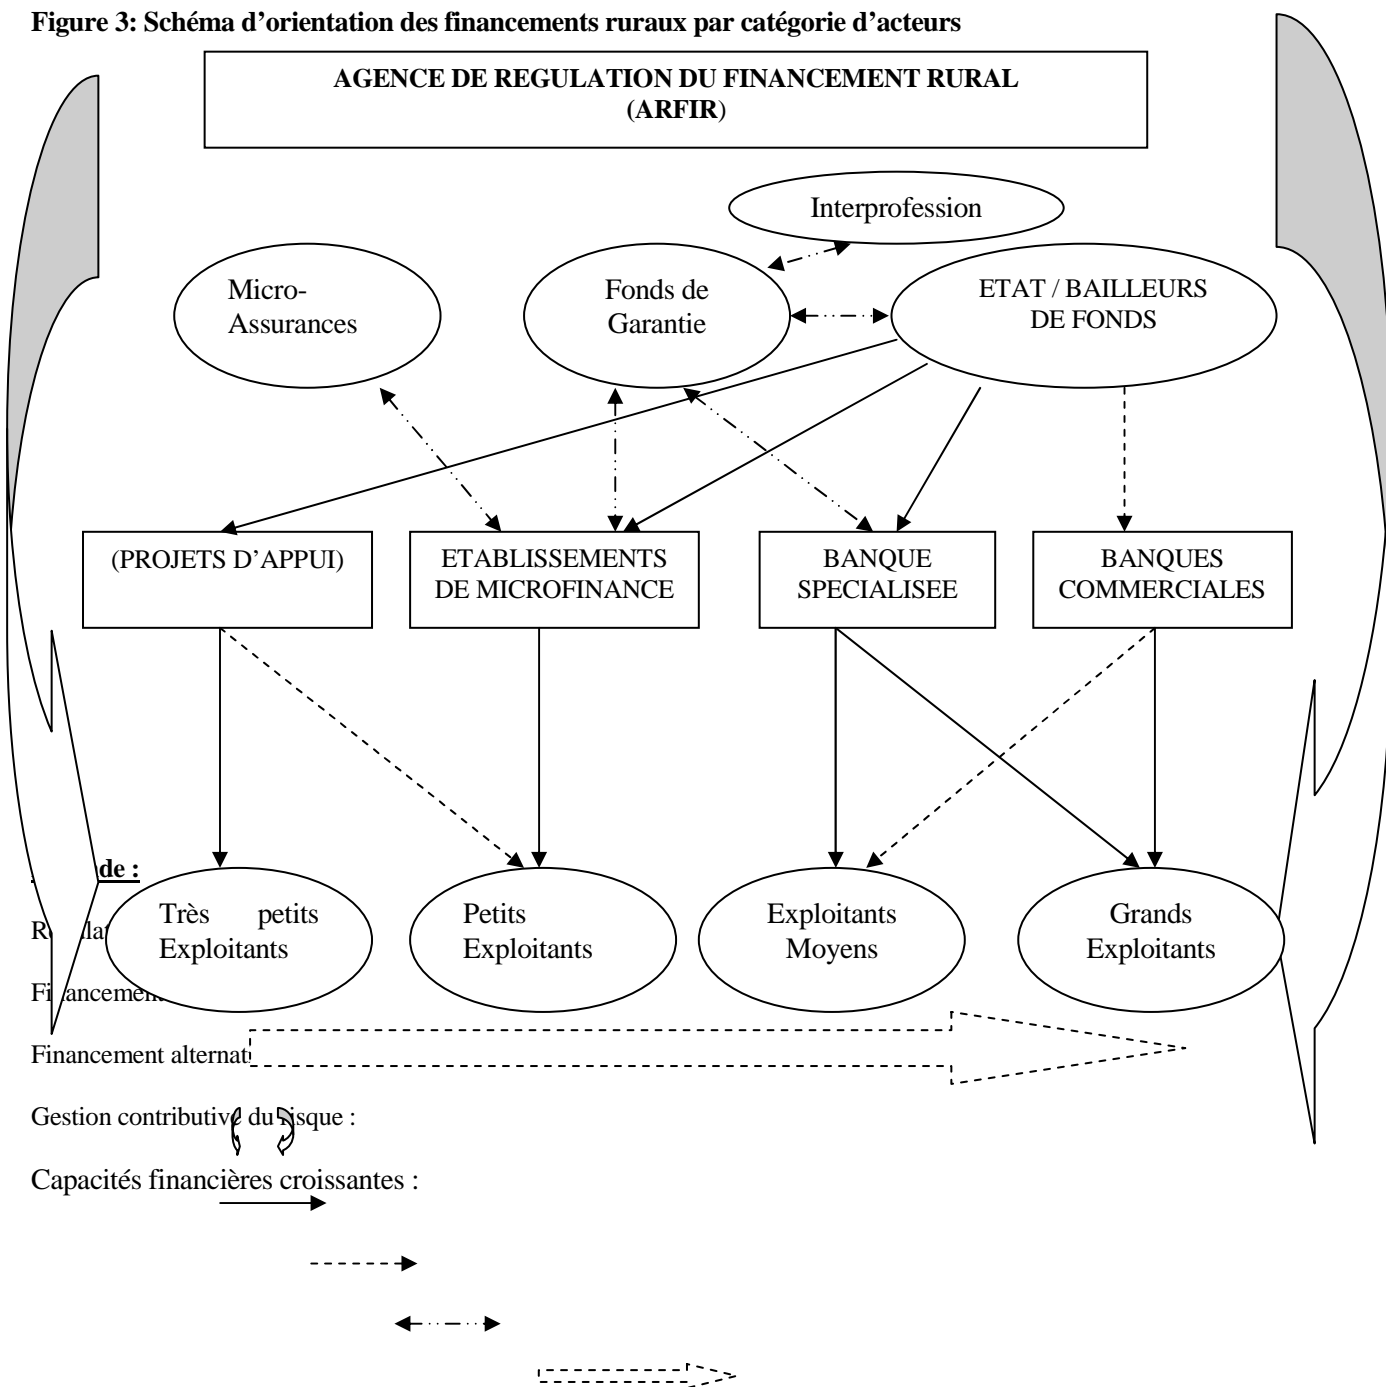 Figure 3: Schéma d'orientation des financements ruraux par catégorie d'acteurs
AGENCE DE REGULATION DU FINANCEMENT RURAL
(ARFIR)
Interprofession
Micro-
Assurances
Fonds de
Garantie
ETAT / BAILLEURS
DE FONDS
(PROJETS D'APPUI)
ETABLISSEMENTS
DE MICROFINANCE
BANQUE
SPECIALISEE
BANQUES
COMMERCIALES
Très petits
Exploitants
Petits
Exploitants
Exploitants
Moyens
Grands
Exploitants
Financement
Financement
Gestion contributive du risque :
Capacités financières croissantes :